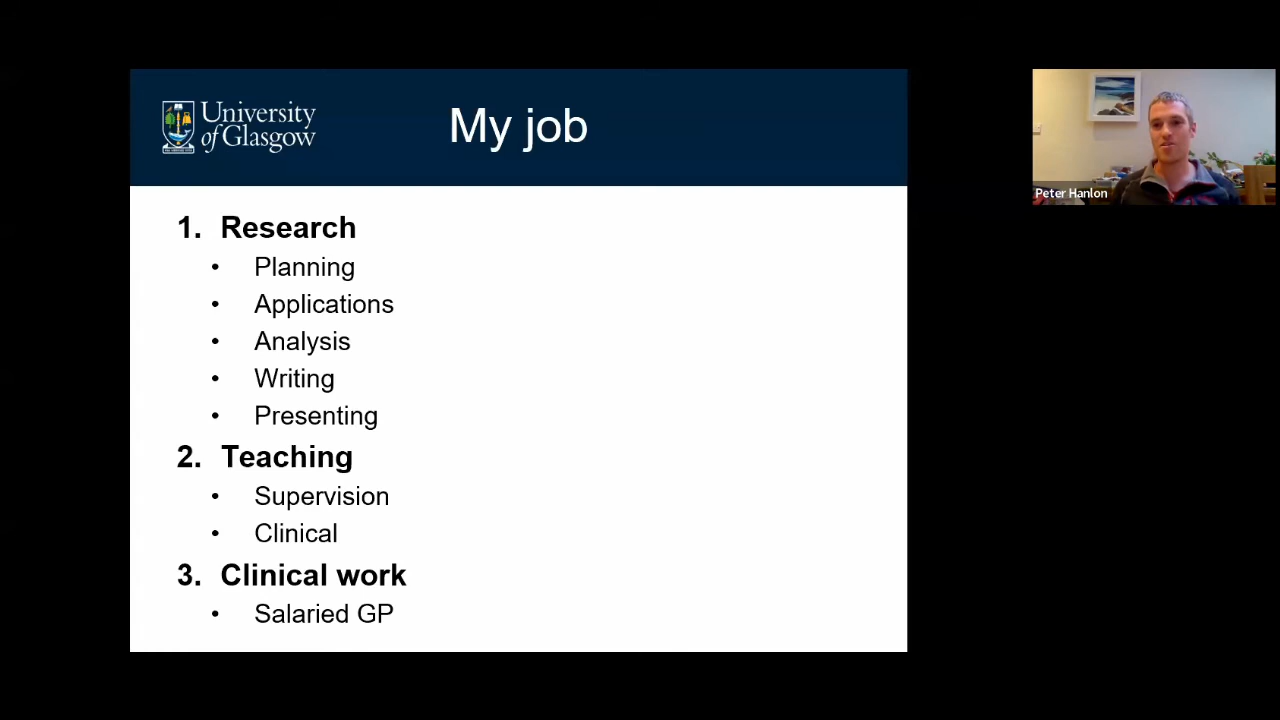 University
of Glasgow
My job
1. Research
• Planning
• Applications
• Analysis
• Writing
• Presenting
2. Teaching
• Supervision
• Clinical
3. Clinical work
• Salaried GP
Peter Hanlon